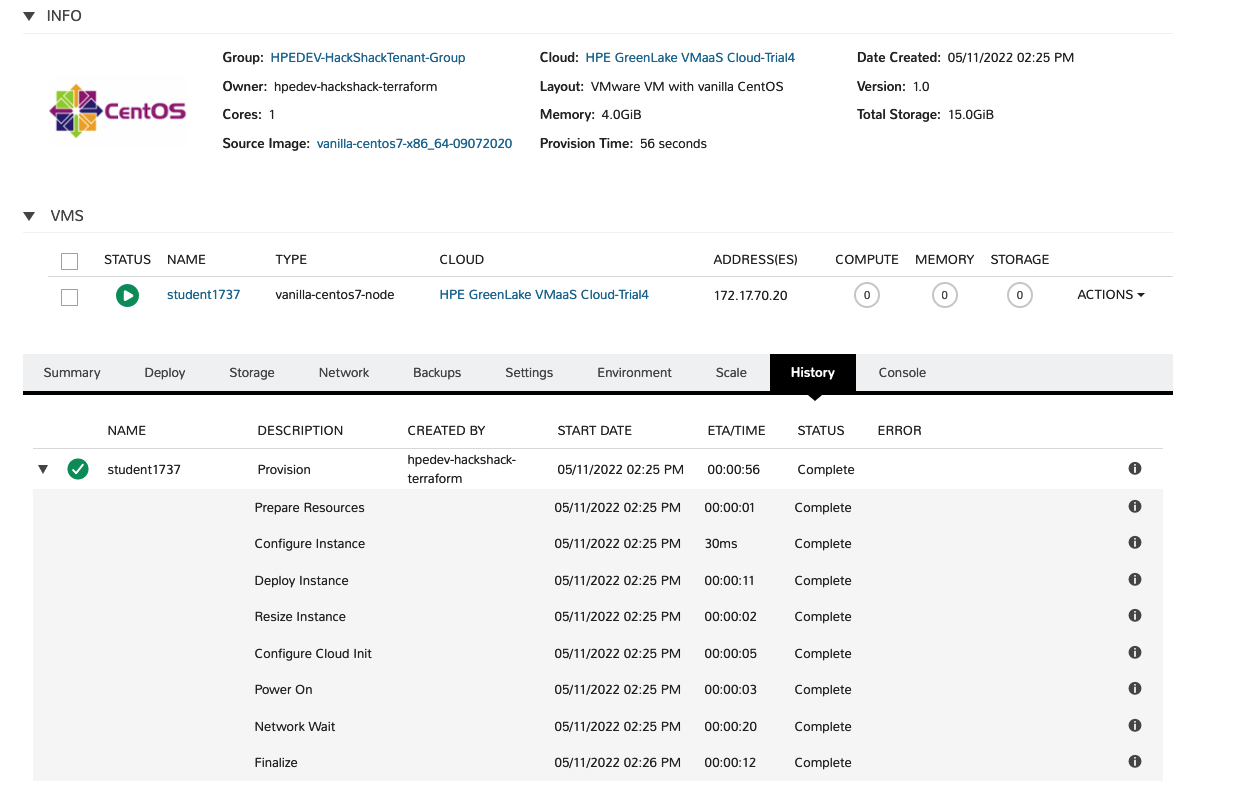 INFO
Group: HPEDEV-HackShackTenant-Group Cloud: HPE GreenLake VMaaS Cloud-Trial4 Date Created: 05/11/2022 02:25 PM
CentOS
Owner: hpedev-hackshack-terraform Layout: VMware VM with vanilla CentOS Version: 1.0
Cores: 1 Memory: 4.0GiB Total Storage: 15.0GiB
Source Image: vanilla-centos7-x86_64-09072020 Provision Time: 56 seconds
VMS
STATUS NAME TYPE CLOUD ADDRESS(ES) COMPUTE MEMORY STORAGE
student1737 vanilla-centos7-node HPE GreenLake VMaaS Cloud-Trial4 172.17.70.20 0 0 0 ACTIONS
Summary Deploy Storage Network Backups Settings Environment Scale History Console
NAME DESCRIPTION CREATED BY START DATE ETA/TIME STATUS ERROR
student1737 Provision hpedev-hackshack-terraform 05/11/2022 02:25 PM 00:00:56 Complete
Prepare Resources 05/11/2022 02:25 PM 00:00:01 Complete
Configure Instance 05/11/2022 02:25 PM 30ms Complete
Deploy Instance 05/11/2022 02:25 PM 00:00:11 Complete
Resize Instance 05/11/2022 02:25 PM 00:00:02 Complete
Configure Cloud Init 05/11/2022 02:25 PM 00:00:05 Complete
Power On 05/11/2022 02:25 PM 00:00:03 Complete
Network Wait 05/11/2022 02:25 PM 00:00:20 Complete
Finalize 05/11/2022 02:26 PM 00:00:12 Complete